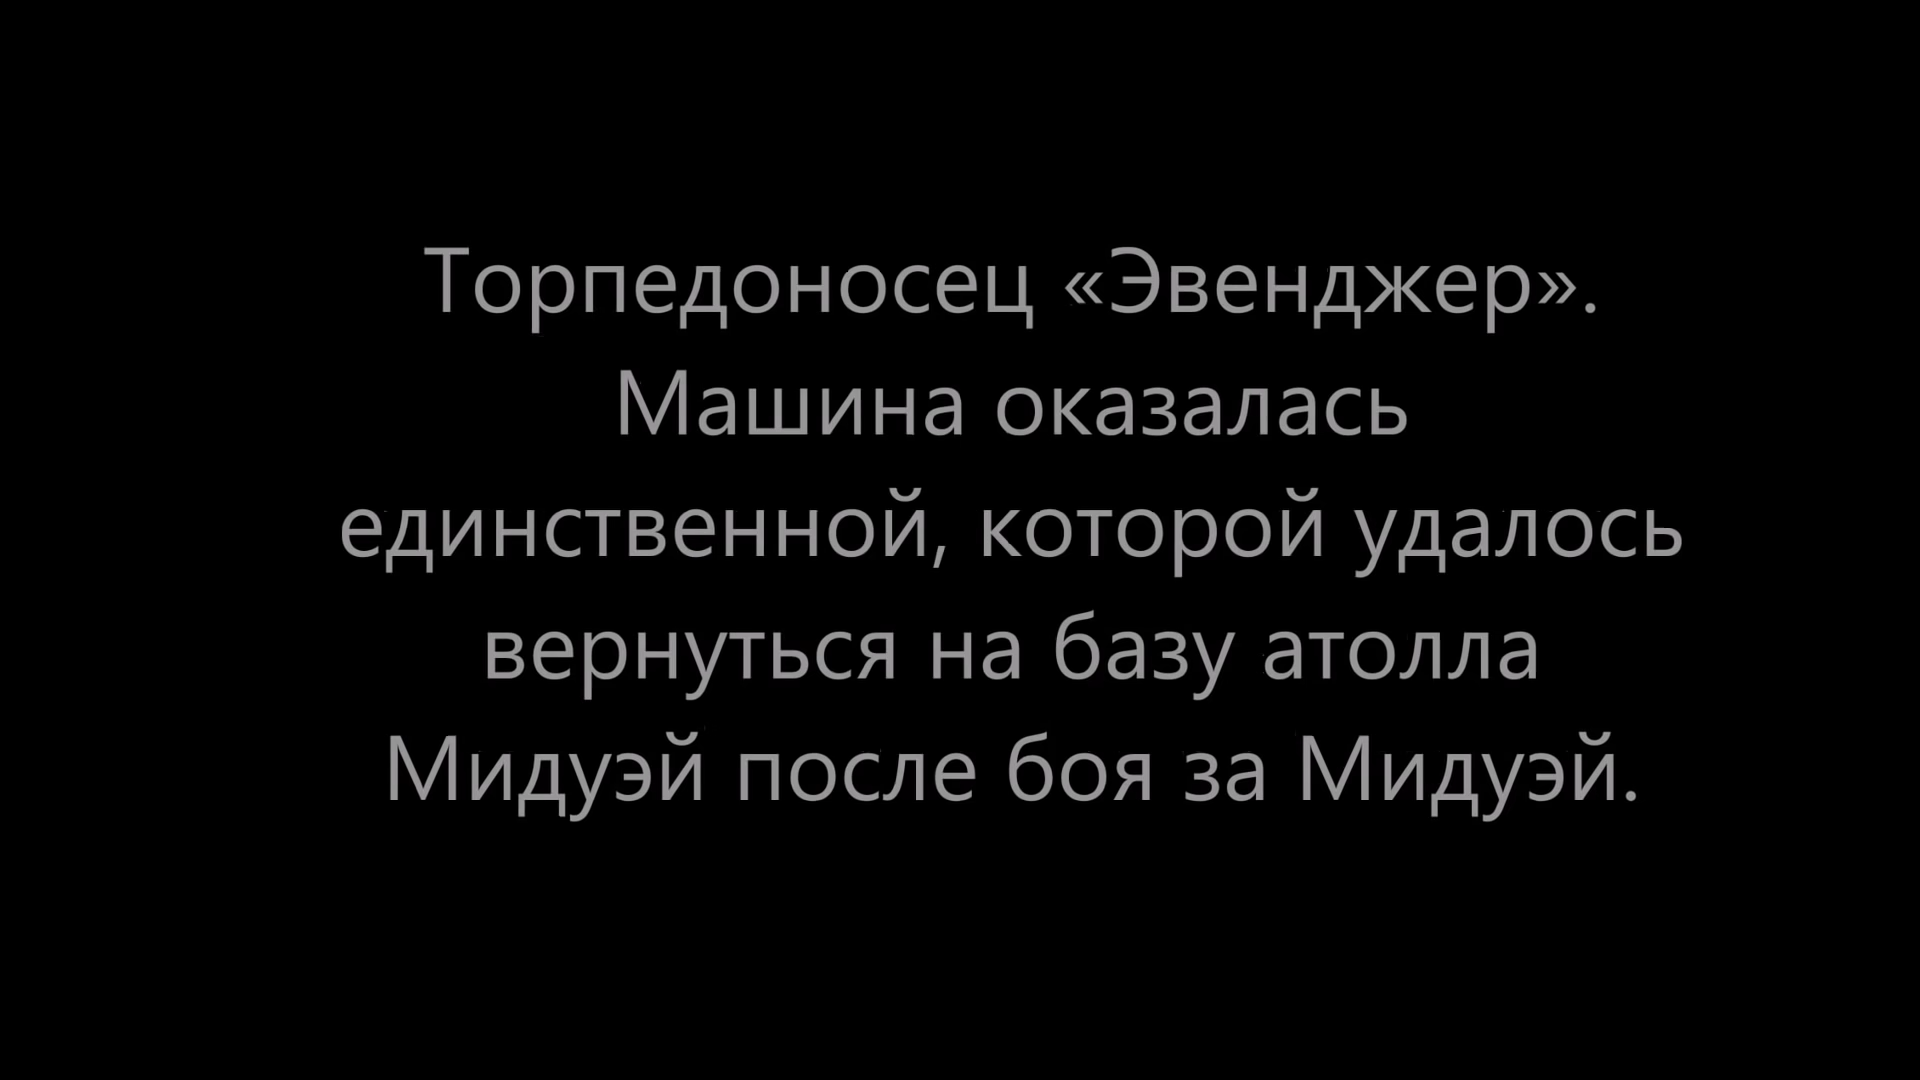 Торпедоносец «Эвенджер».
Машина оказалась
единственной, которой удалось
вернуться на базу атолла
Мидуэй после боя за Мидуэй.